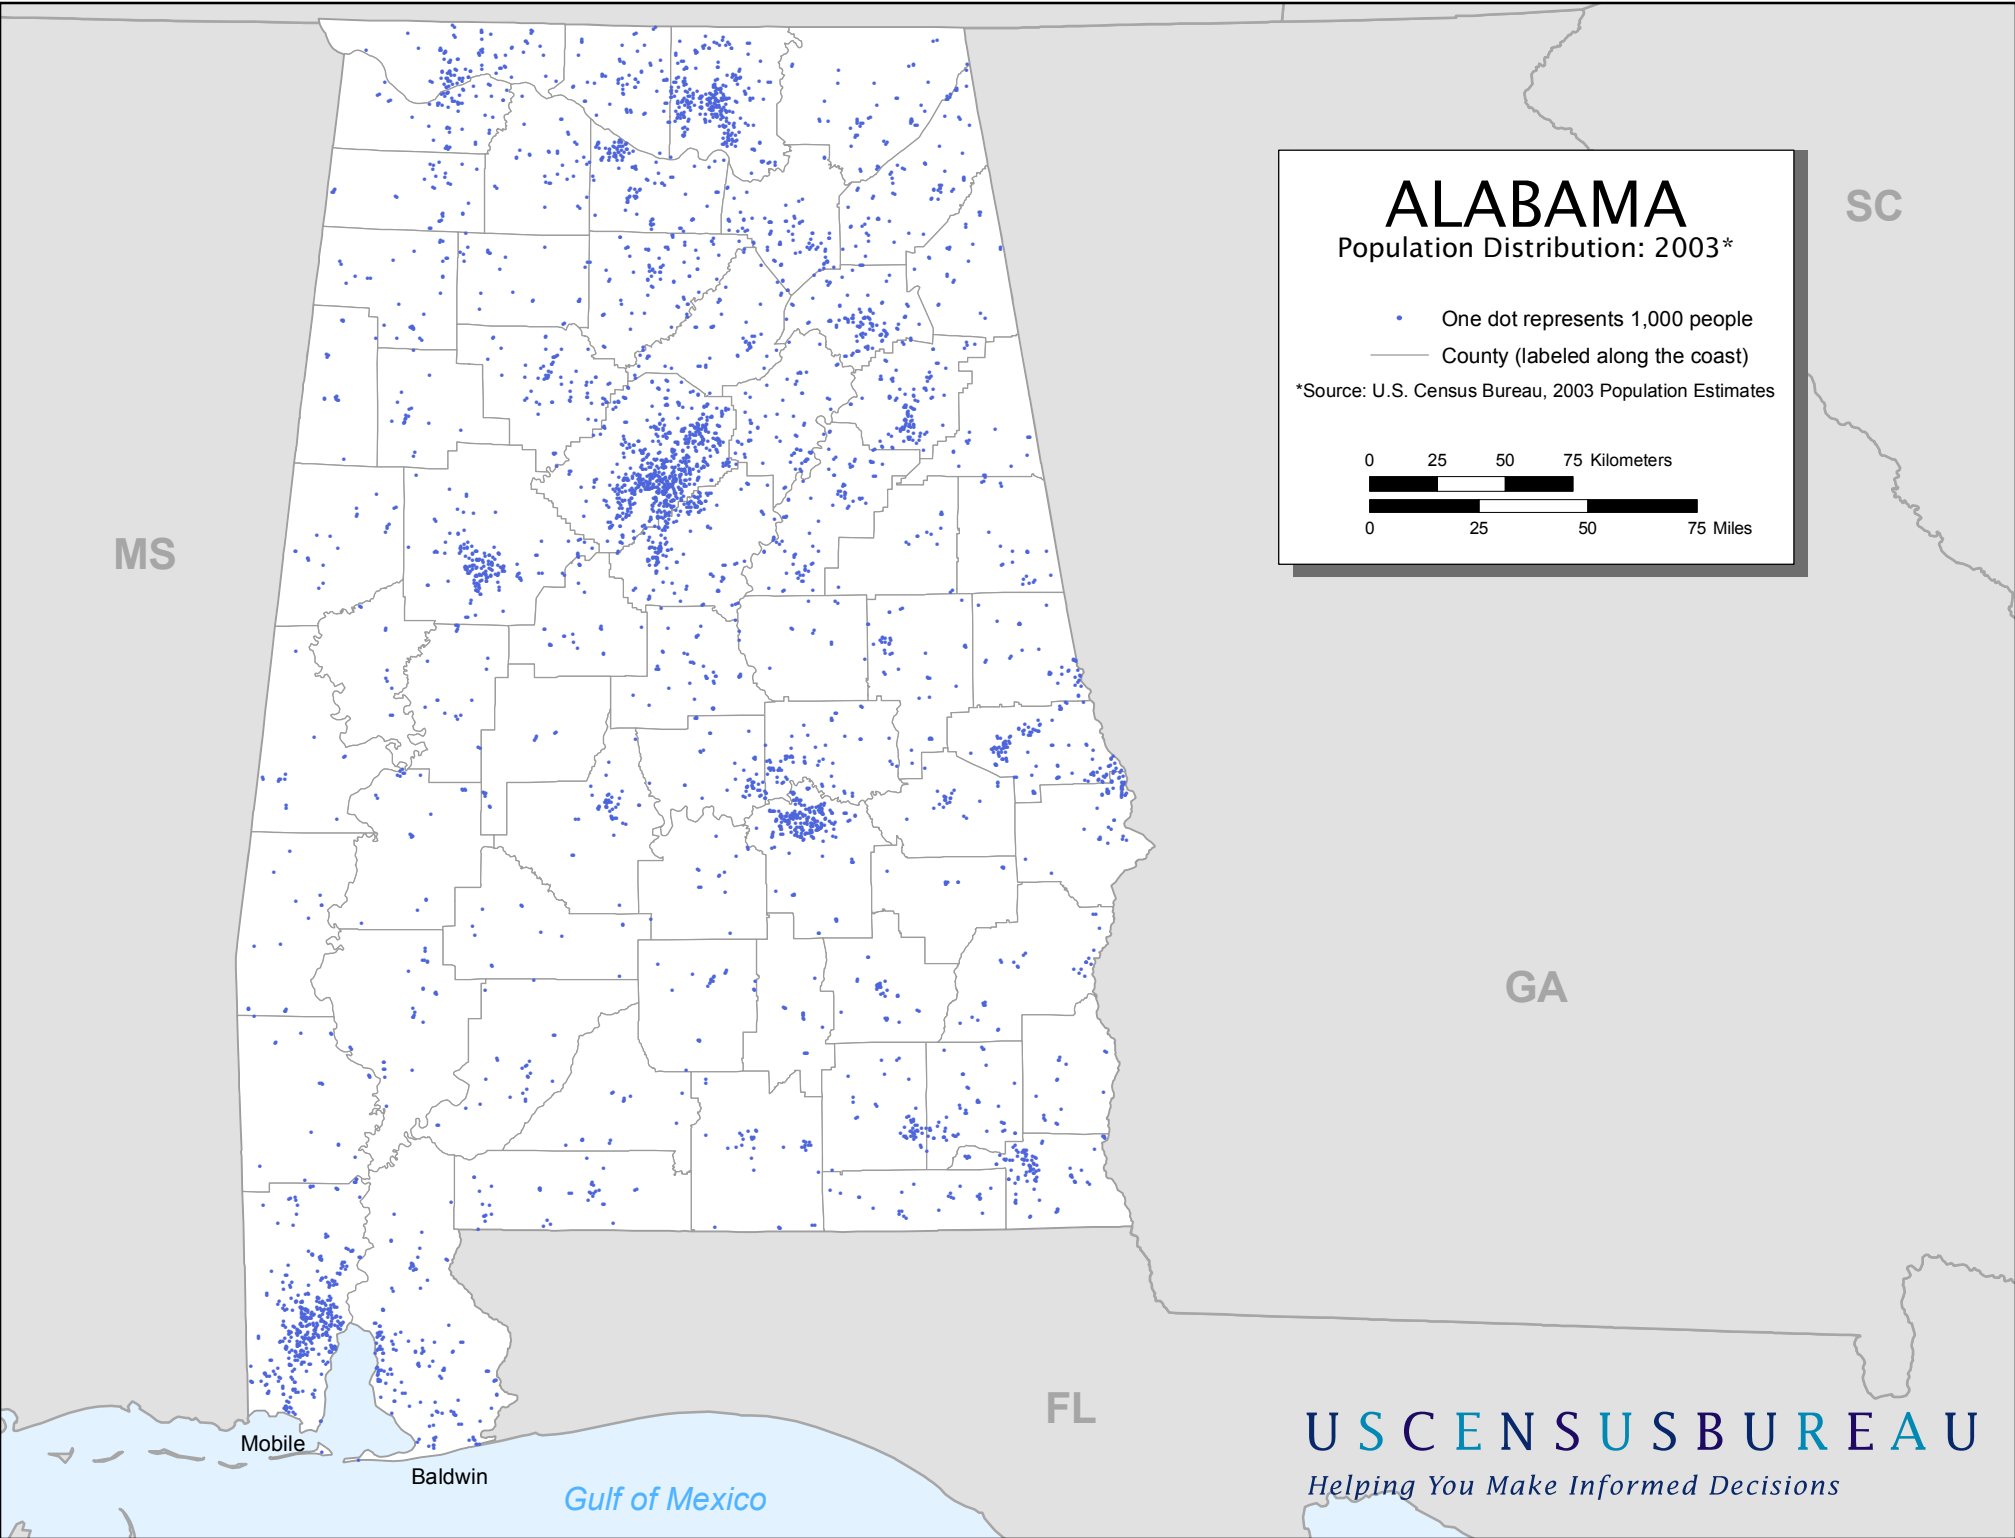 ALABAMA
Population Distribution: 2003*
One dot represents 1,000 people
County (labeled along the coast)
*Source: U.S. Census Bureau, 2003 Population Estimates
0 25 50 75 Kilometers
0 25 50 75 Miles
SC
MS
GA
FL
Mobile
Baldwin
Gulf of Mexico
USCENSUSBUREAU
Helping You Make Informed Decisions